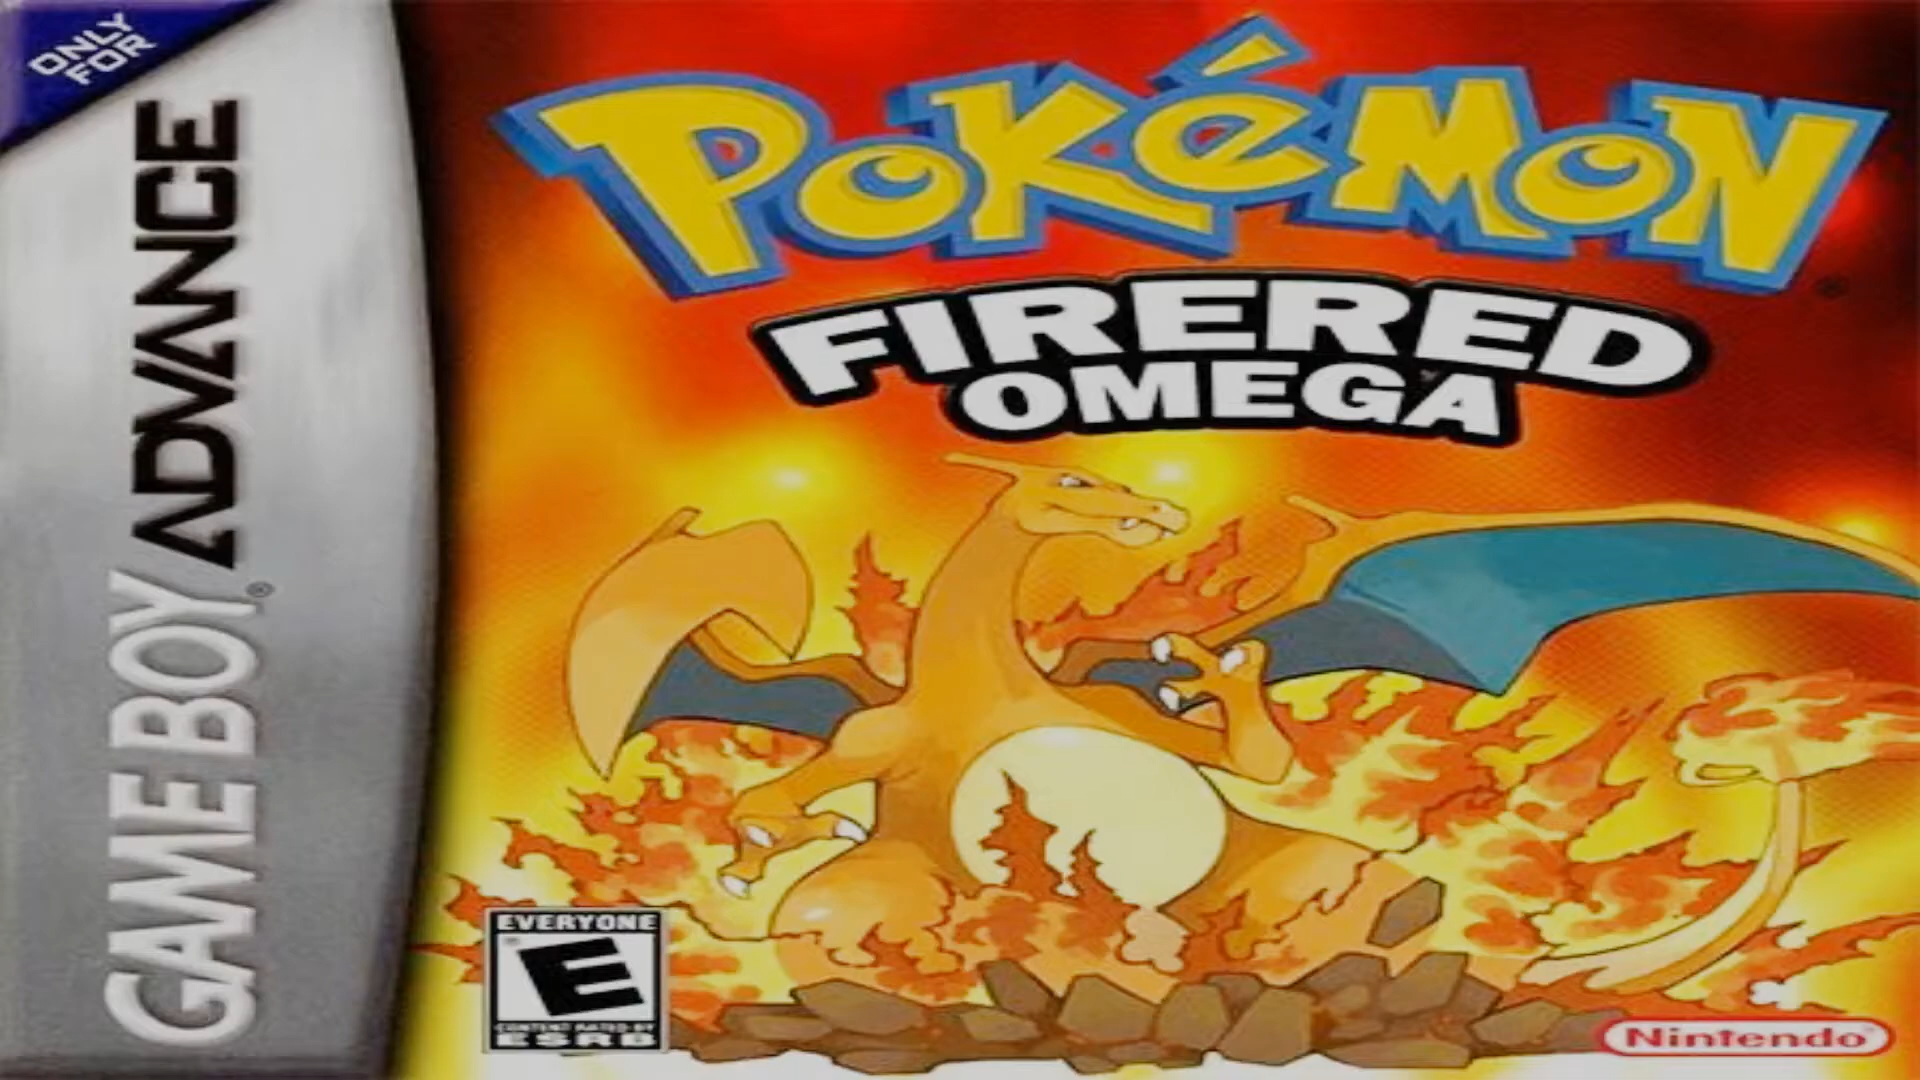 ONLY
FOR
GAME BOY ADVANCE®
POKéMON
FIRERED
OMEGA
EVERYONE
E
CONTENT RATED BY
ESRB
Nintendo®